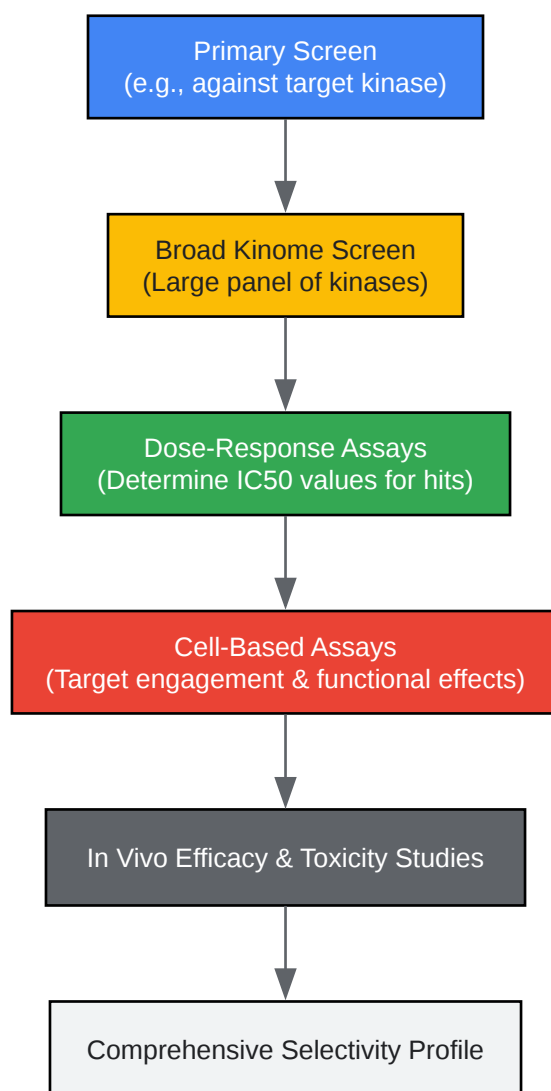 Primary Screen
(e.g., against target kinase)
Broad Kinome Screen
(Large panel of kinases)
Dose-Response Assays
(Determine IC50 values for hits)
Cell-Based Assays
(Target engagement & functional effects)
In Vivo Efficacy & Toxicity Studies
Comprehensive Selectivity Profile